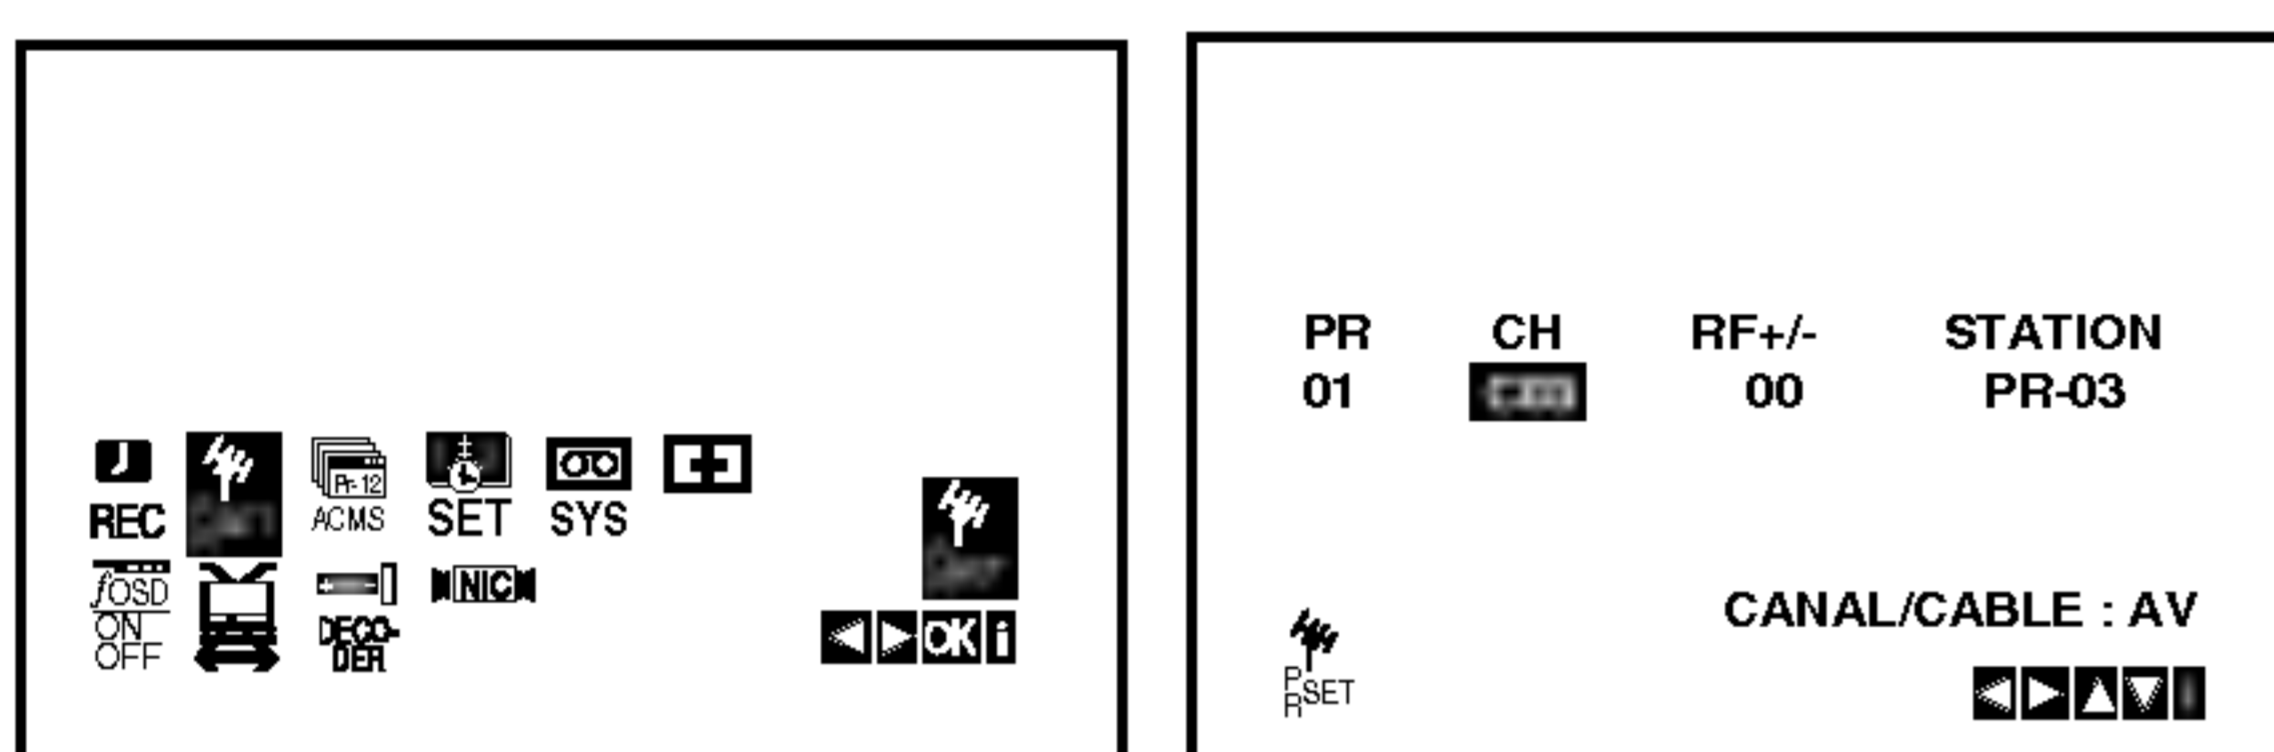 Pr-12
REC ACMS SET SYS
fOSD NIC
ON
OFF DECO-
DER
OK i
PR CH RF+/- STATION
01 00 PR-03
CANAL/CABLE : AV
P
R SET